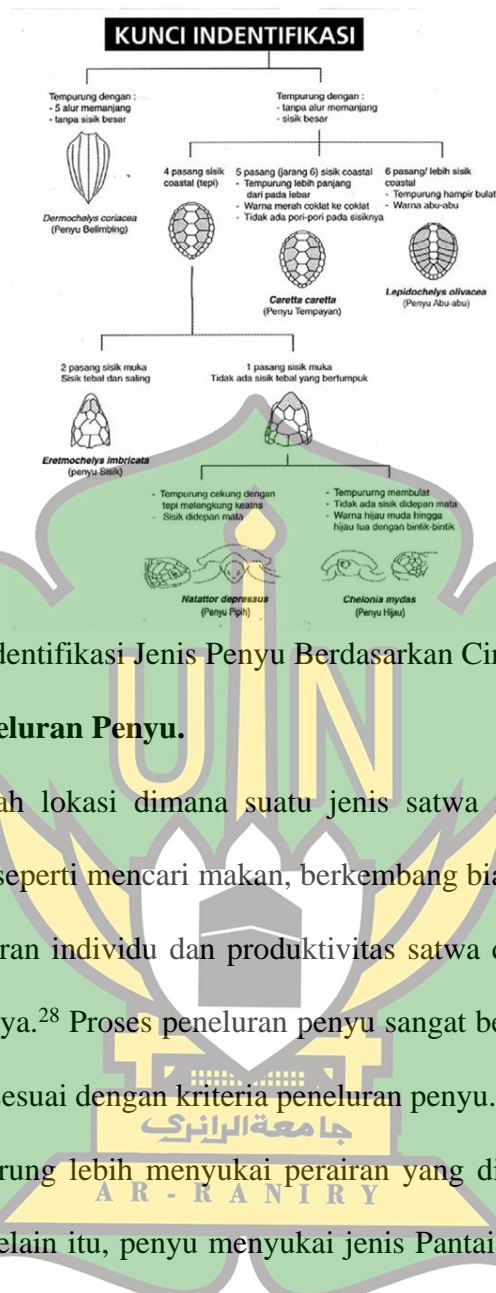 KUNCI INDENTIFIKASI
Tempurung dengan :
- 5 alur memanjang
- tanpa sisik besar
Dermochelys coriacea
(Penyu Belimbing)
Tempurung dengan :
- tanpa alur memanjang
- sisik besar
4 pasang sisik
coastal (tepi)
5 pasang (jarang 6) sisik coastal
- Tempurung lebih panjang
dari pada lebar
- Warna merah coklat ke coklat
- Tidak ada pori-pori pada sisiknya
Caretta caretta
(Penyu Tempayan)
6 pasang/ lebih sisik
coastal
- Tempurung hampir bulat
- Warna abu-abu
Lepidochelys olivacea
(Penyu Abu-abu)
2 pasang sisik muka
Sisik tebal dan saling
Eretmochelys imbricata
(penyu Sisik)
1 pasang sisik muka
Tidak ada sisik tebal yang bertumpuk
- Tempurung cekung dengan
tepi melengkung keatas
- Sisik didepan mata
Natattor depressus
(Penyu Pipih)
- Tempururng membulat
- Tidak ada sisik didepan mata
- Warna hijau muda hingga
hijau tua dengan bintik-bintik
Chelonia mydas
(Penyu Hijau)
dentifikasi Jenis Penyu Berdasarkan Cir
eluran Penyu.
ah lokasi dimana suatu jenis satwa
seperti mencari makan, berkembang bia
ran individu dan produktivitas satwa
ya.²⁸ Proses peneluran penyu sangat be
sesuai dengan kriteria peneluran penyu.
rung lebih menyukai perairan yang di
elain itu, penyu menyukai jenis Pantai
UIN
جامعةالرانري
AR-RANIRY